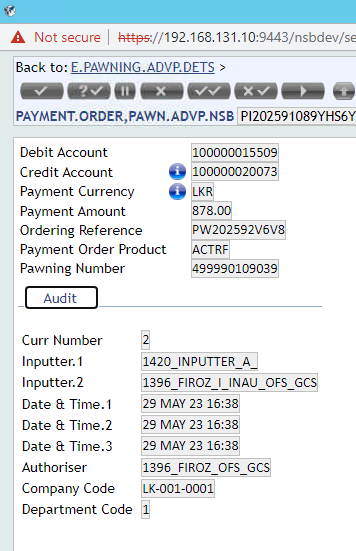 Not secure | https://192.168.131.10:9443/nsbdev/se
Back to: E.PAWNING.ADVP.DETS >
PAYMENT.ORDER,PAWN.ADVP.NSB PI202591089YHS6Y
Debit Account 100000015509
Credit Account 100000020073
Payment Currency LKR
Payment Amount 878.00
Ordering Reference PW202592V6V8
Payment Order Product ACTRF
Pawning Number 499990109039
Audit
Curr Number 2
Inputter.1 1420_INPUTTER_A_
Inputter.2 1396_FIROZ_I_INAU_OFS_GCS
Date & Time.1 29 MAY 23 16:38
Date & Time.2 29 MAY 23 16:38
Date & Time.3 29 MAY 23 16:38
Authoriser 1396_FIROZ_OFS_GCS
Company Code LK-001-0001
Department Code 1